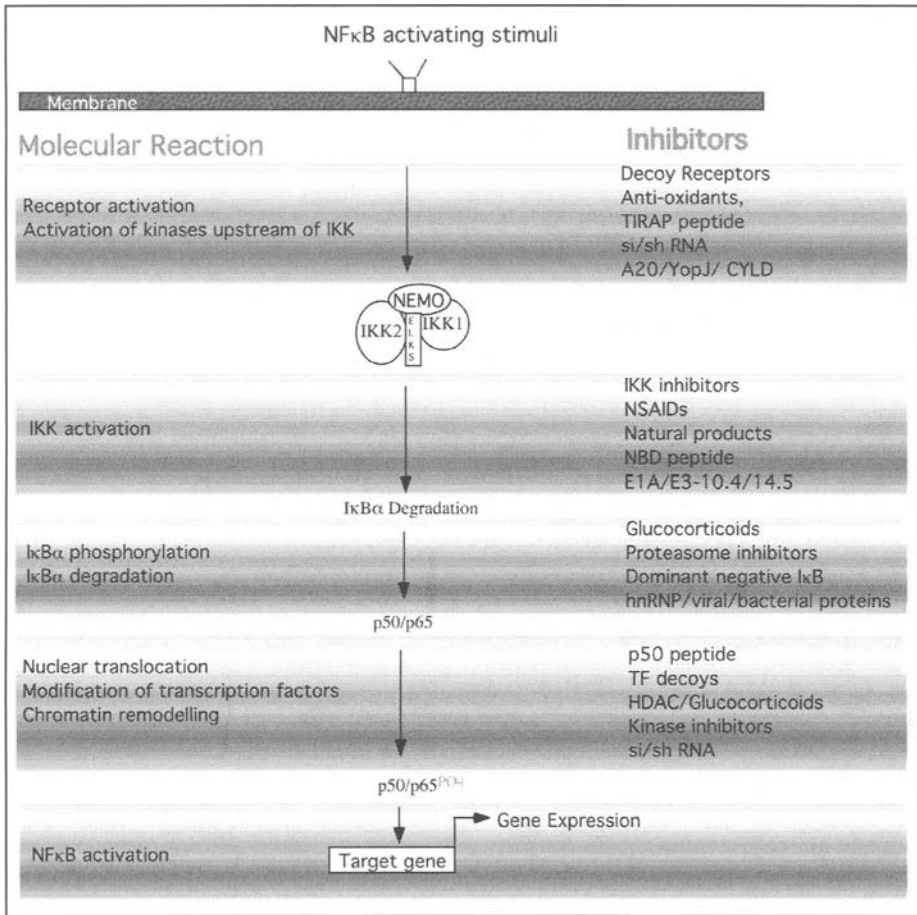 NFκB activating stimuli
Membrane
Molecular Reaction
Inhibitors
Receptor activation
Activation of kinases upstream of IKK
Decoy Receptors
Anti-oxidants,
TIRAP peptide
si/sh RNA
A20/YopJ/ CYLD
NEMO
IKK2
ELKS
IKK1
IKK activation
IKK inhibitors
NSAIDs
Natural products
NBD peptide
E1A/E3-10.4/14.5
IκBα Degradation
IκBα phosphorylation
IκBα degradation
Glucocorticoids
Proteasome inhibitors
Dominant negative IκB
hnRNP/viral/bacterial proteins
p50/p65
Nuclear translocation
Modification of transcription factors
Chromatin remodelling
p50 peptide
TF decoys
HDAC/Glucocorticoids
Kinase inhibitors
si/sh RNA
p50/p65
Gene Expression
NFκB activation
Target gene